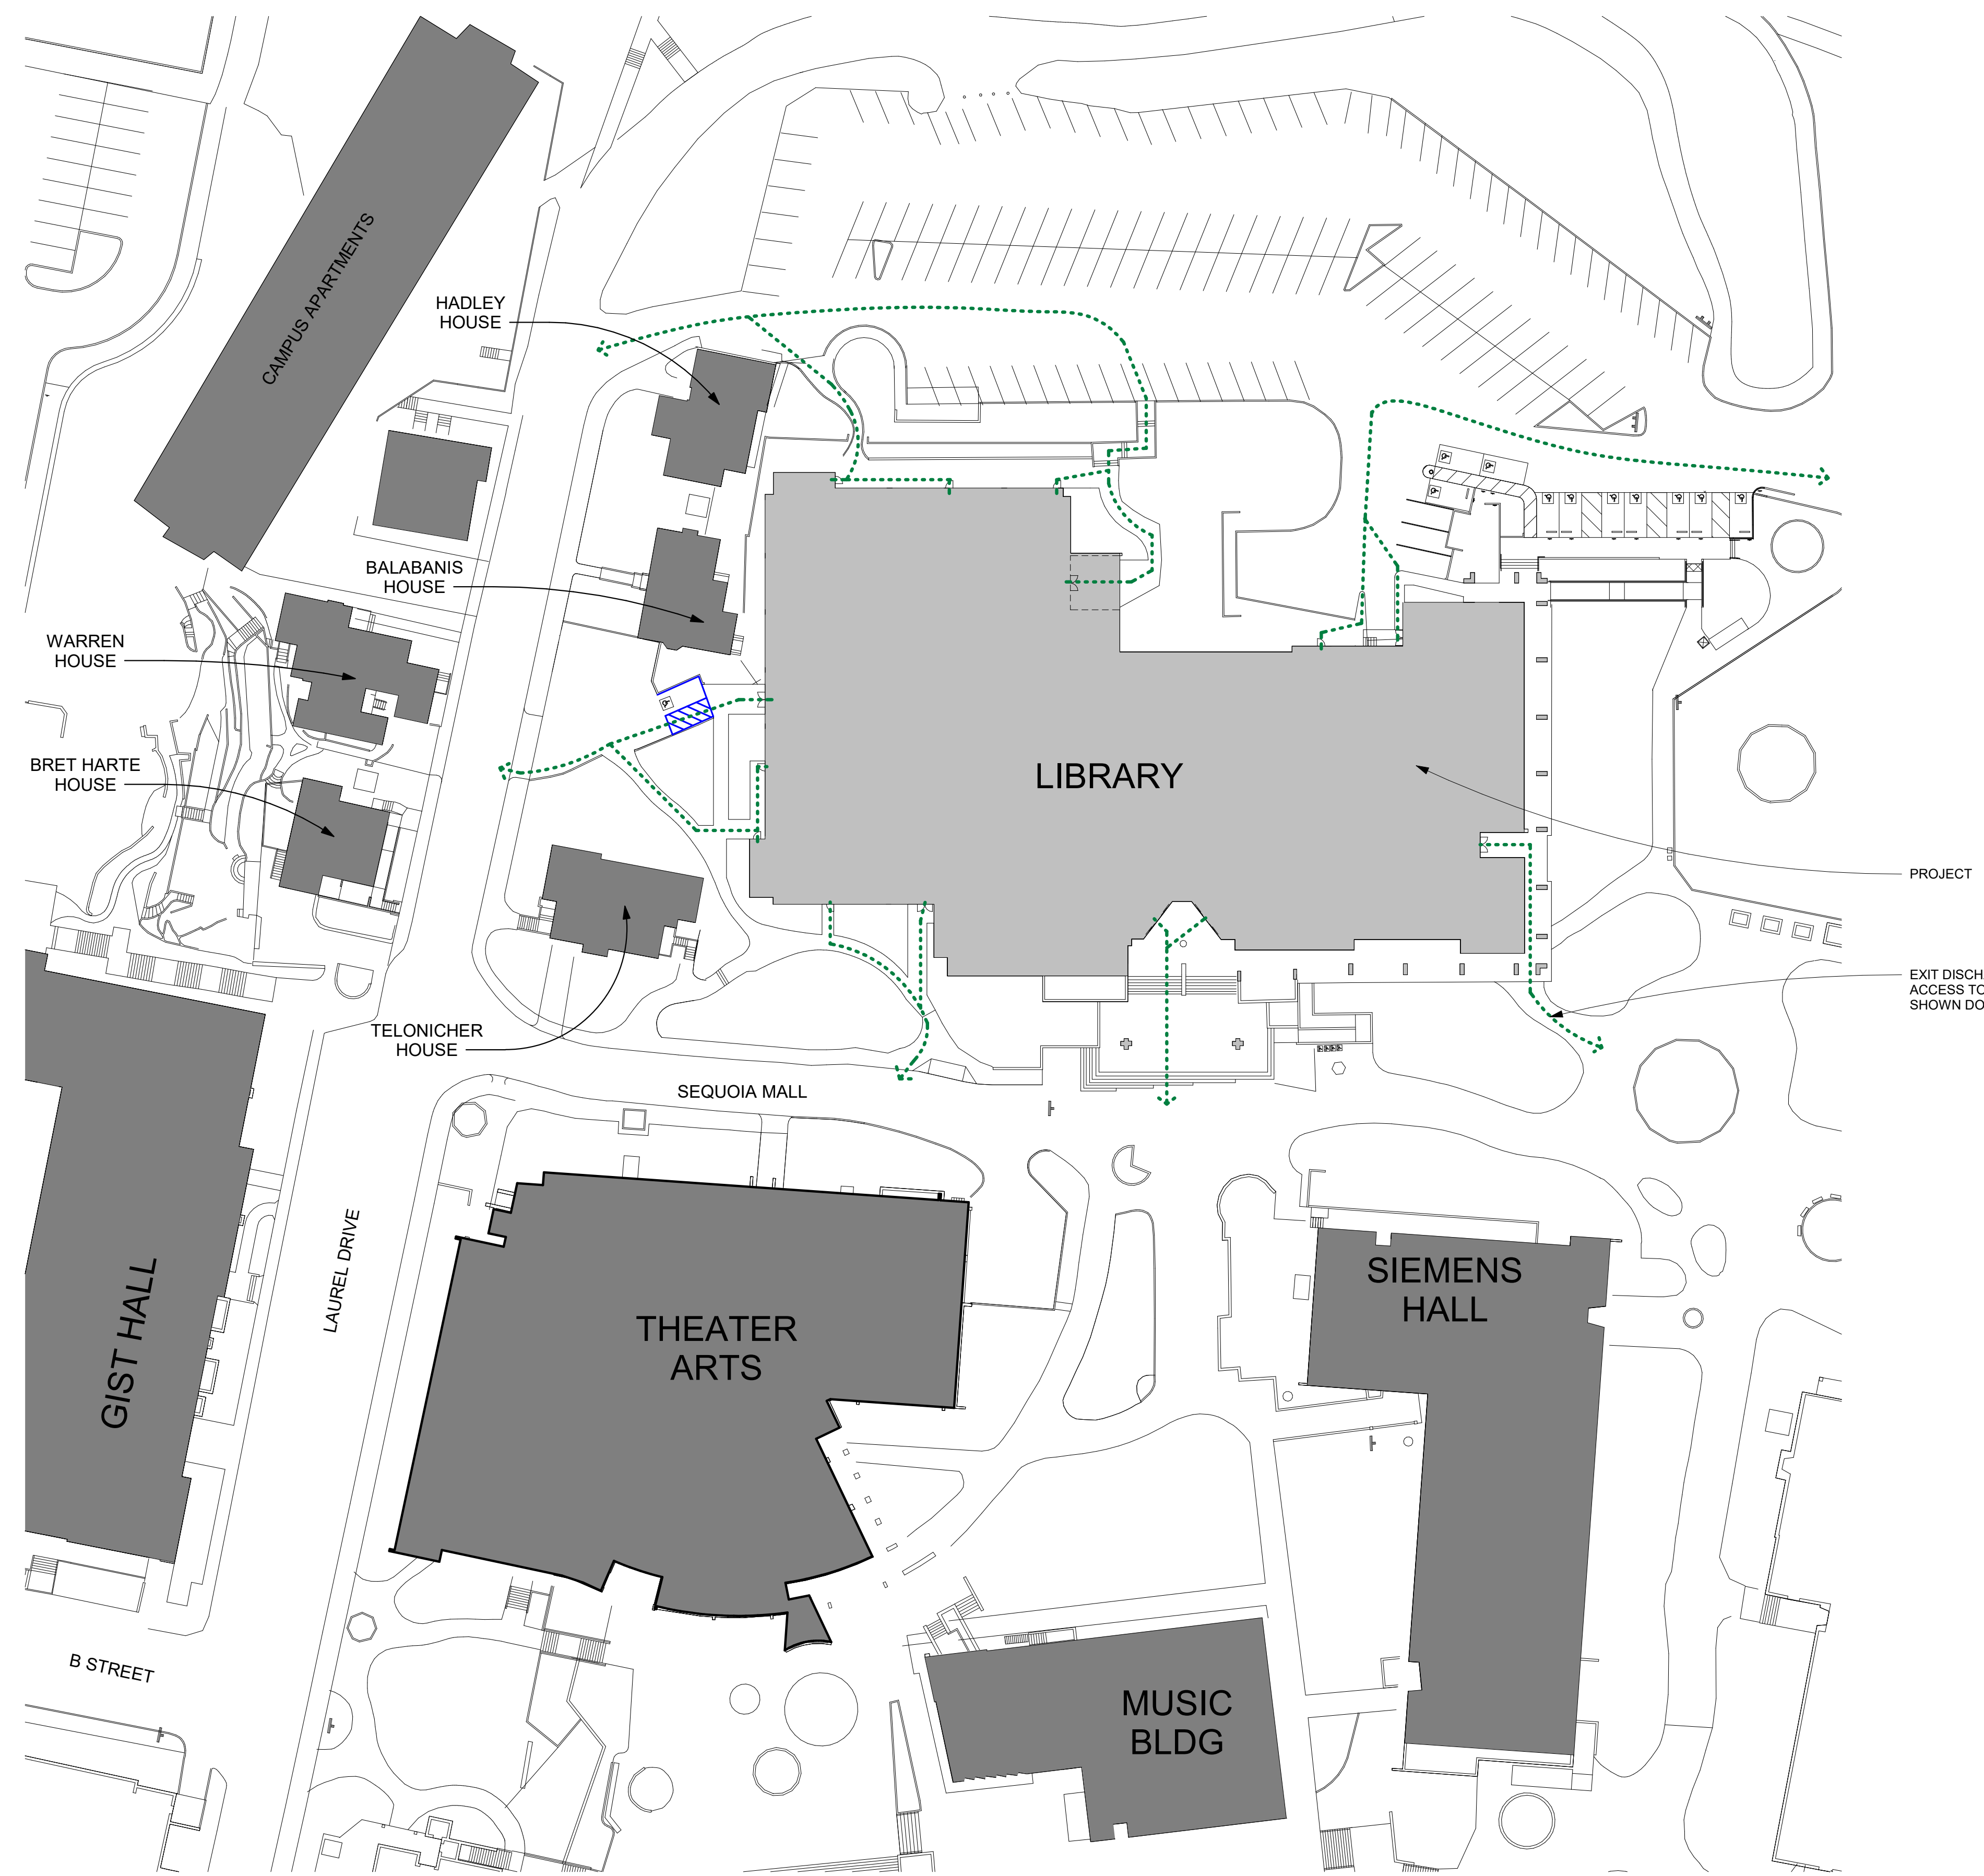 CAMPUS APARTMENTS
HADLEY
HOUSE
BALABANIS
HOUSE
WARREN
HOUSE
BRET HARTE
HOUSE
LIBRARY
PROJECT
EXIT DISCH
ACCESS TO
SHOWN DO
TELONICHER
HOUSE
SEQUOIA MALL
LAUREL DRIVE
GIST HALL
THEATER
ARTS
SIEMENS
HALL
B STREET
MUSIC
BLDG